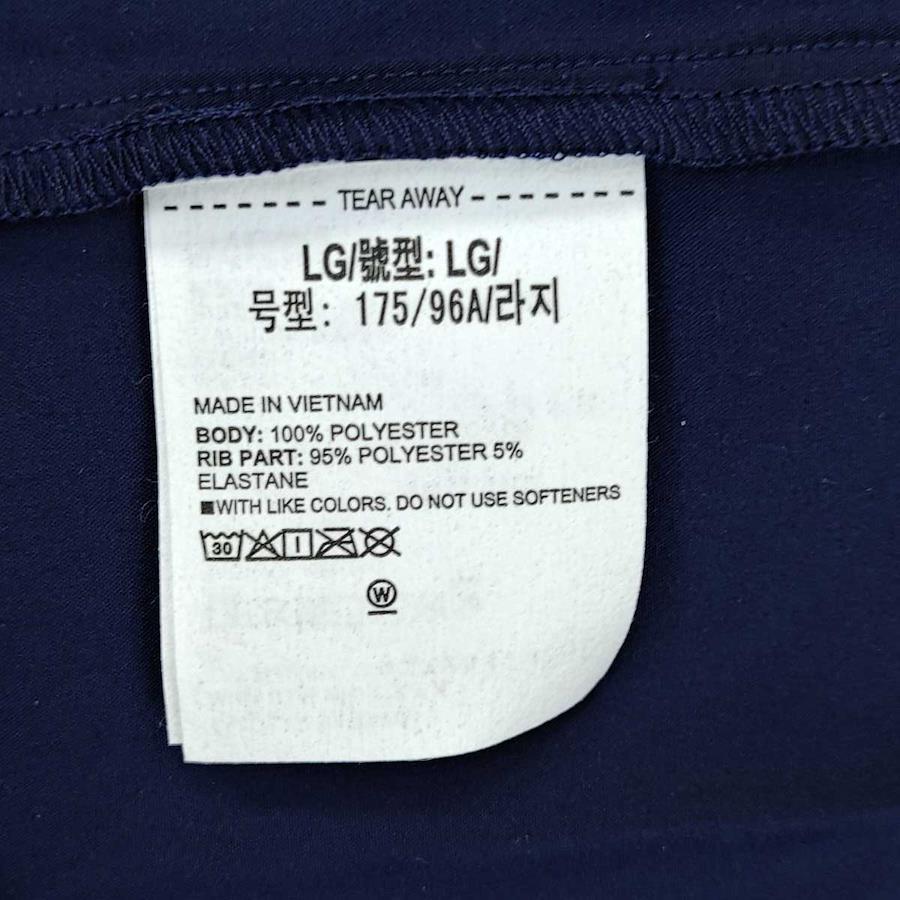 TEAR AWAY
LG/號型: LG/
号型: 175/96A/라지
MADE IN VIETNAM
BODY: 100% POLYESTER
RIB PART: 95% POLYESTER 5%
ELASTANE
■WITH LIKE COLORS. DO NOT USE SOFTENERS
30
W